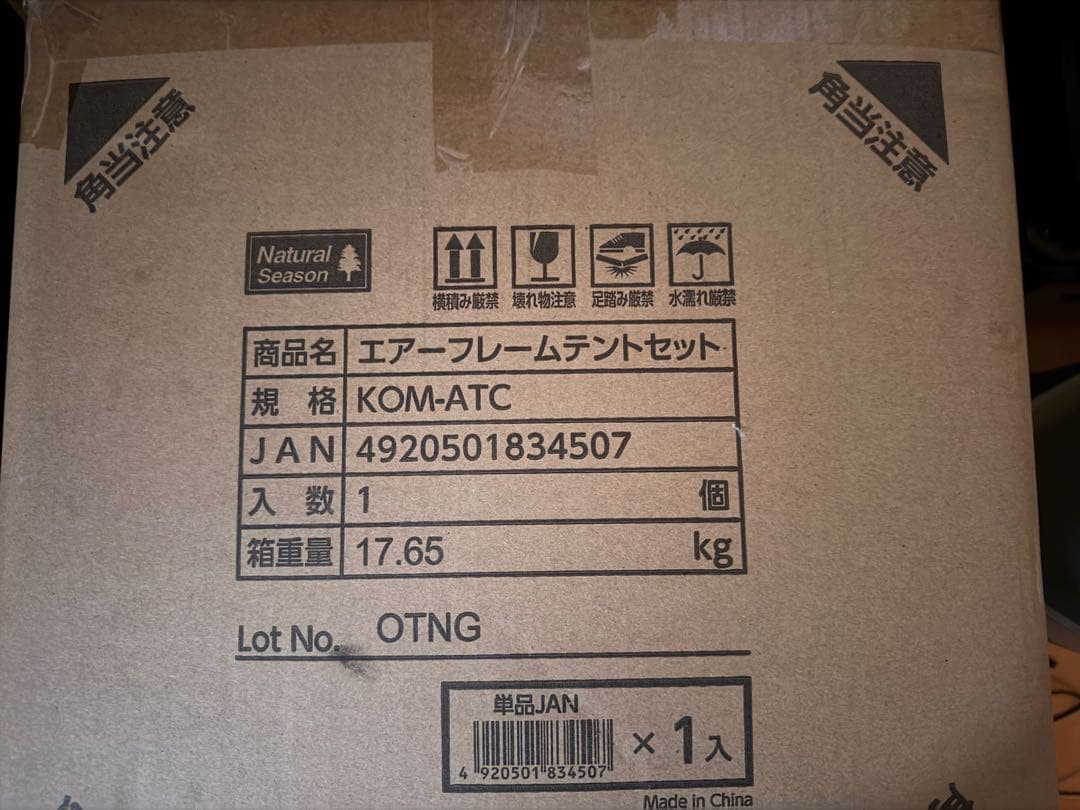 角当注意
角当注意
Natural
Season
横積み厳禁 壊れ物注意 足踏み厳禁 水濡れ厳禁
商品名 エアーフレームテントセット
規格 KOM-ATC
JAN 4920501834507
入数 1 個
箱重量 17.65 kg
Lot No. OTNG
単品JAN
× 1入
4 920501 834507
Made in China